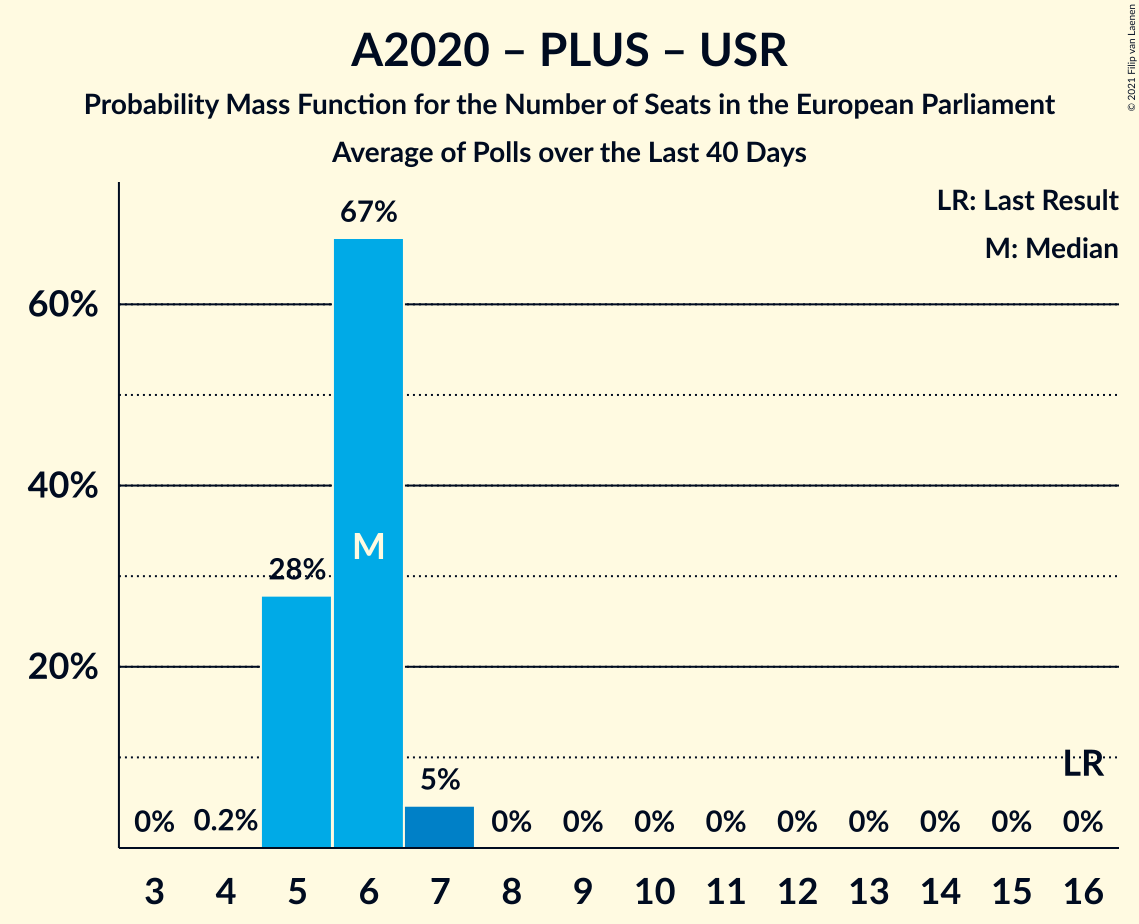 A2020 – PLUS – USR
Probability Mass Function for the Number of Seats in the European Parliament
Average of Polls over the Last 40 Days
© 2021 Filip van Laenen
LR: Last Result
M: Median
67%
60%
40%
M
28%
20%
LR
5%
0% 0.2% 0% 0% 0% 0% 0% 0% 0% 0% 0%
3 4 5 6 7 8 9 10 11 12 13 14 15 16